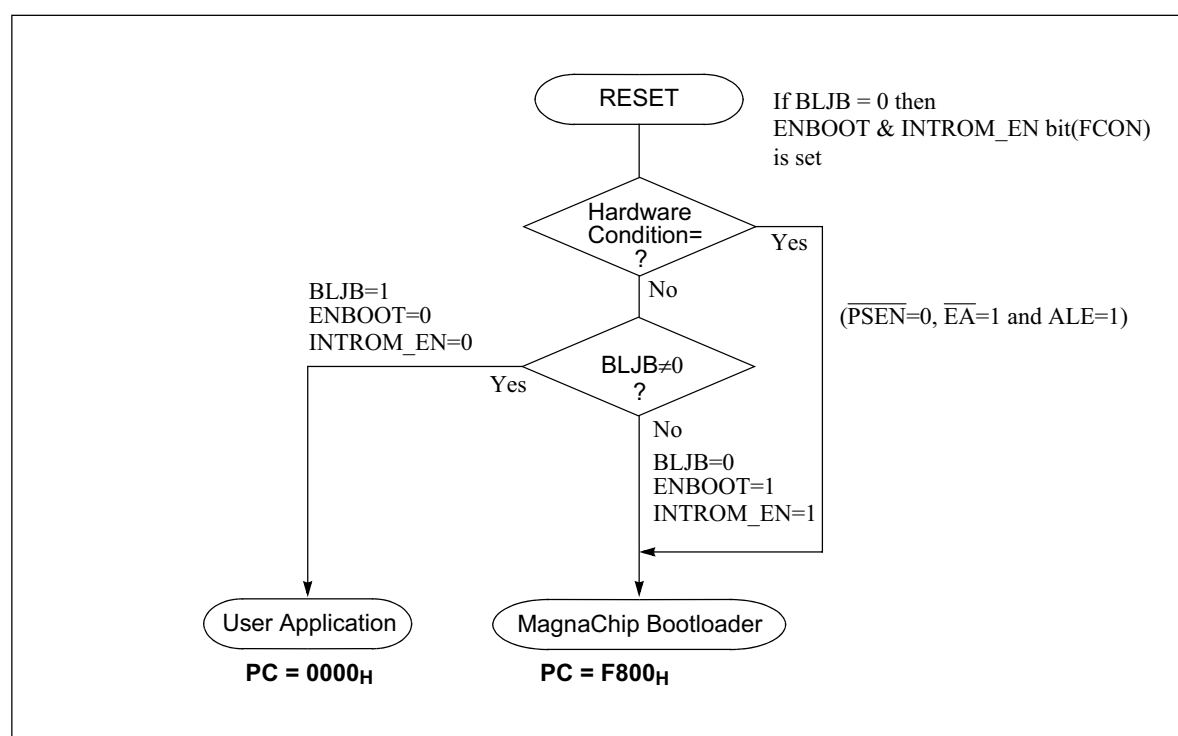 RESET
If BLJB = 0 then
ENBOOT & INTROM_EN bit(FCON)
is set
Hardware
Condition=
?
Yes
No
(P̅S̅E̅N̅=0, E̅A̅=1 and ALE=1)
BLJB=1
ENBOOT=0
INTROM_EN=0
BLJB≠0
?
Yes
No
BLJB=0
ENBOOT=1
INTROM_EN=1
User Application
MagnaChip Bootloader
PC = 0000H
PC = F800H